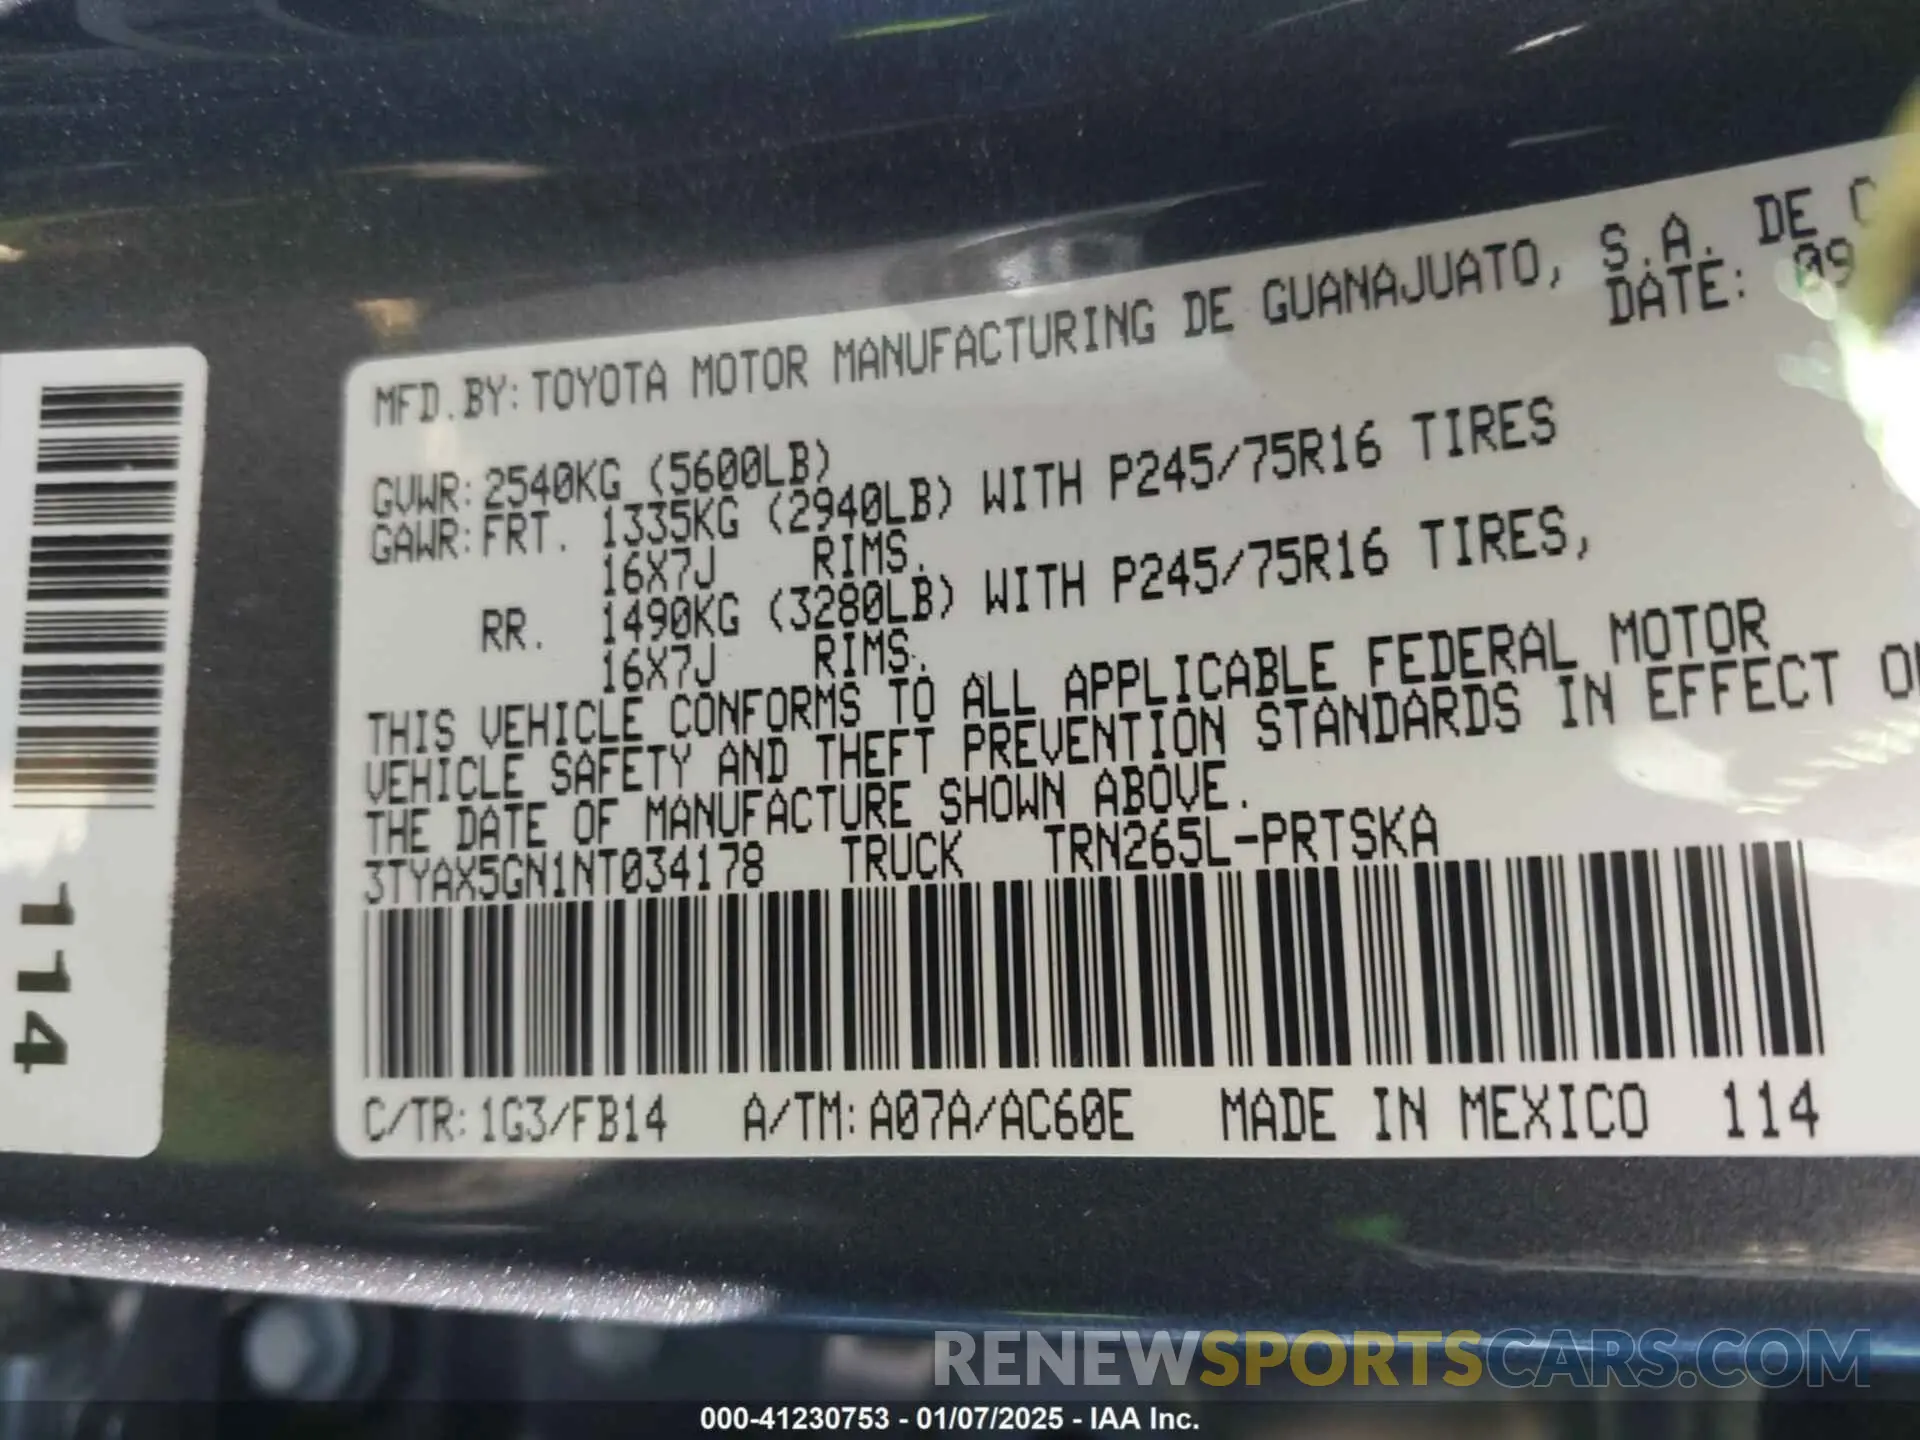 MFD.BY:TOYOTA MOTOR MANUFACTURING DE GUANAJUATO, S.A. DE
DATE: 09
GVWR:2540KG (5600LB)
GAWR:FRT. 1335KG (2940LB) WITH P245/75R16 TIRES
16X7J RIMS.
RR. 1490KG (3280LB) WITH P245/75R16 TIRES,
16X7J RIMS.
THIS VEHICLE CONFORMS TO ALL APPLICABLE FEDERAL MOTOR
VEHICLE SAFETY AND THEFT PREVENTION STANDARDS IN EFFECT
THE DATE OF MANUFACTURE SHOWN ABOVE.
3TYAX5GN1NT034178 TRUCK TRN265L-PRTSKA
C/TR:1G3/FB14 A/TM:A07A/AC60E MADE IN MEXICO 114
114
RENEWSPORTSCARS.COM
000-41230753 - 01/07/2025 - IAA Inc.